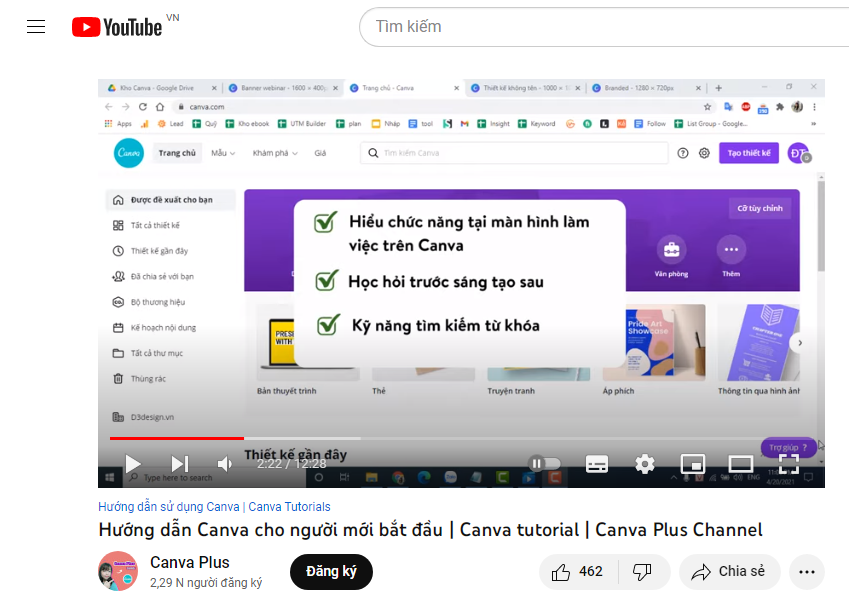 YouTube VN
Tìm kiếm
Kho Canva - Google Drive
Banner webinar - 1600 × 400
Trang chủ - Canva
Thiết kế không tên - 1000 ×
Branded - 1280 × 720px
canva.com
Apps
Lead
Quỹ
Kho ebook
UTM Builder
plan
Nháp
tool
Insight
Keyword
Follow
List Group - Google...
Canva
Trang chủ
Mẫu
Khám phá
Giá
Tìm kiếm Canva
Tạo thiết kế
ĐT
Được đề xuất cho bạn
Tất cả thiết kế
Thiết kế gần đây
Đã chia sẻ với bạn
Bộ thương hiệu
Kế hoạch nội dung
Tất cả thư mục
Thùng rác
D3design.vn
Cỡ tùy chỉnh
Hiểu chức năng tại màn hình làm
việc trên Canva
Học hỏi trước sáng tạo sau
Kỹ năng tìm kiếm từ khóa
Văn phòng
Thêm
Pride Art
Showcase
Bản thuyết trình
Thẻ
Truyện tranh
Áp phích
Thông tin qua hình ảnh
Thiết kế gần đây
Trợ giúp ?
2:22 / 12:28
Type here to search
ENG
4/20/2021
Hướng dẫn sử dụng Canva | Canva Tutorials
Hướng dẫn Canva cho người mới bắt đầu | Canva tutorial | Canva Plus Channel
Canva Plus
2,29 N người đăng ký
Đăng ký
462
Chia sẻ